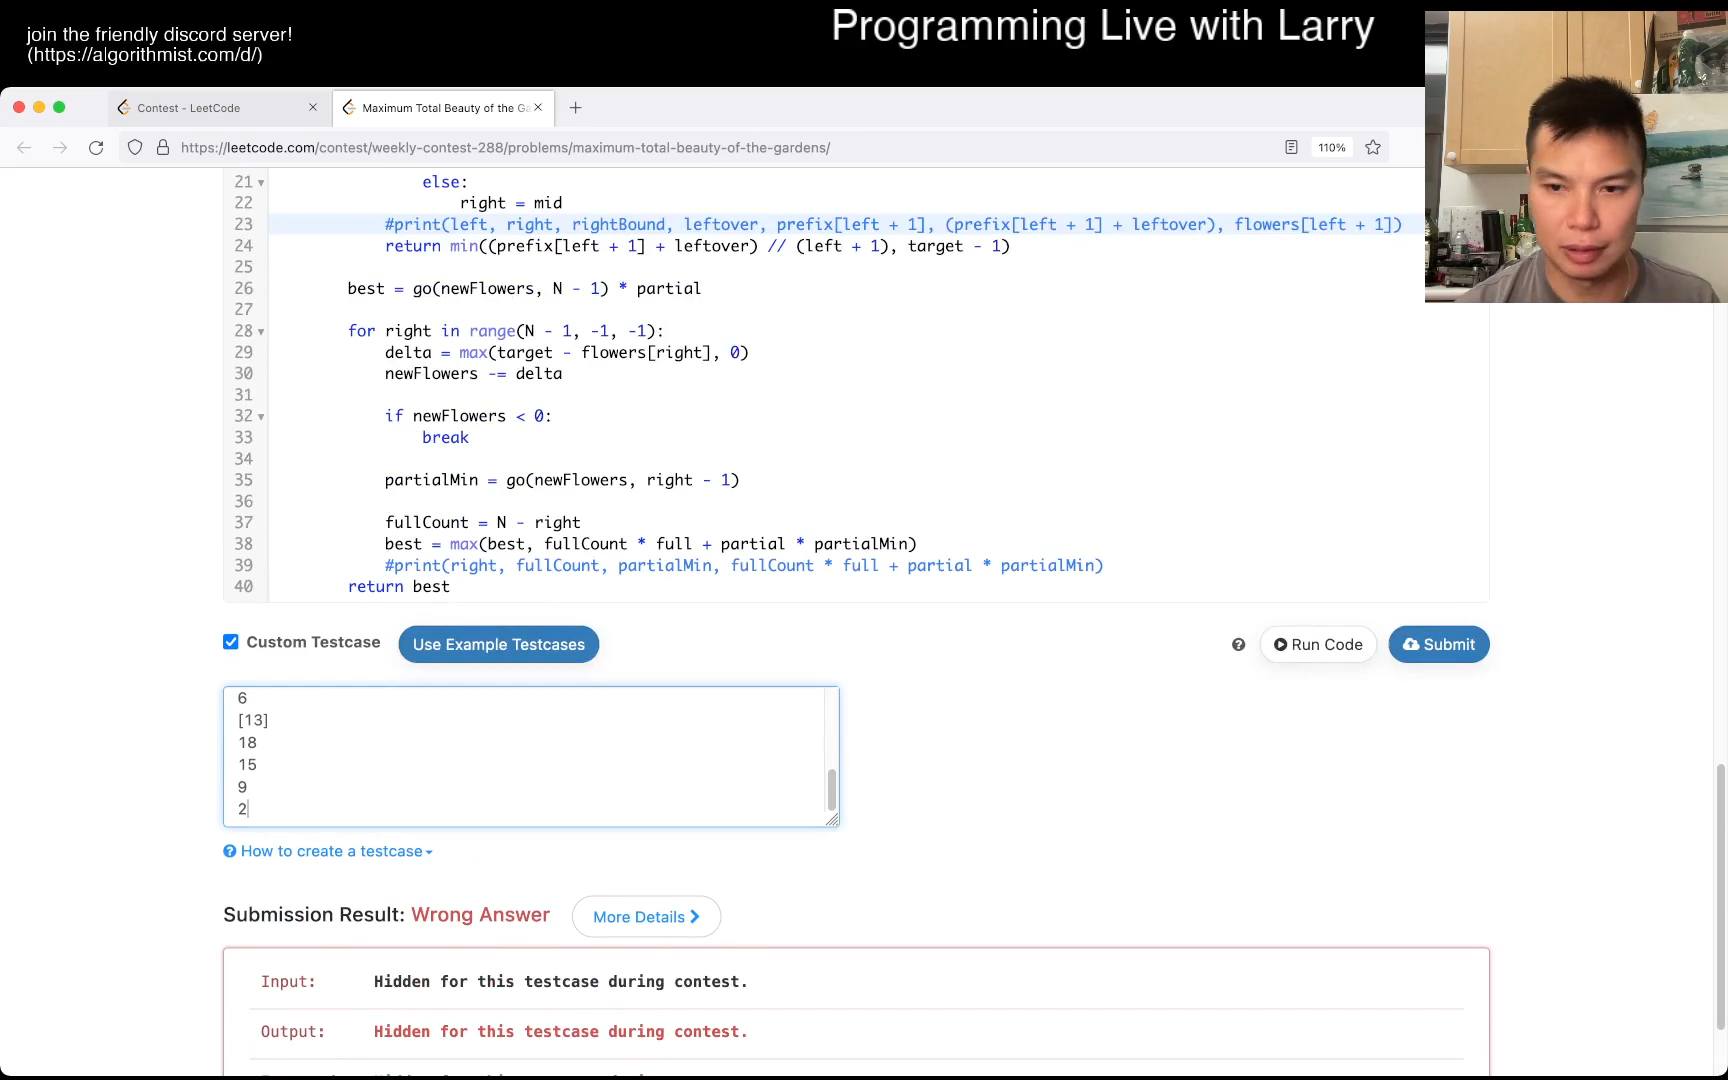 Programming Live with Larry
join the friendly discord server!
(https://algorithmist.com/d/)
Contest - LeetCode
Maximum Total Beauty of the Ga
https://leetcode.com/contest/weekly-contest-288/problems/maximum-total-beauty-of-the-gardens/
110%
21 else:
22 right = mid
23 #print(left, right, rightBound, leftover, prefix[left + 1], (prefix[left + 1] + leftover), flowers[left + 1])
24 return min((prefix[left + 1] + leftover) // (left + 1), target - 1)
25
26 best = go(newFlowers, N - 1) * partial
27
28 for right in range(N - 1, -1, -1):
29 delta = max(target - flowers[right], 0)
30 newFlowers -= delta
31
32 if newFlowers < 0:
33 break
34
35 partialMin = go(newFlowers, right - 1)
36
37 fullCount = N - right
38 best = max(best, fullCount * full + partial * partialMin)
39 #print(right, fullCount, partialMin, fullCount * full + partial * partialMin)
40 return best
Custom Testcase
Use Example Testcases
Run Code
Submit
6
[13]
18
15
9
2
How to create a testcase
Submission Result: Wrong Answer
More Details
Input: Hidden for this testcase during contest.
Output: Hidden for this testcase during contest.